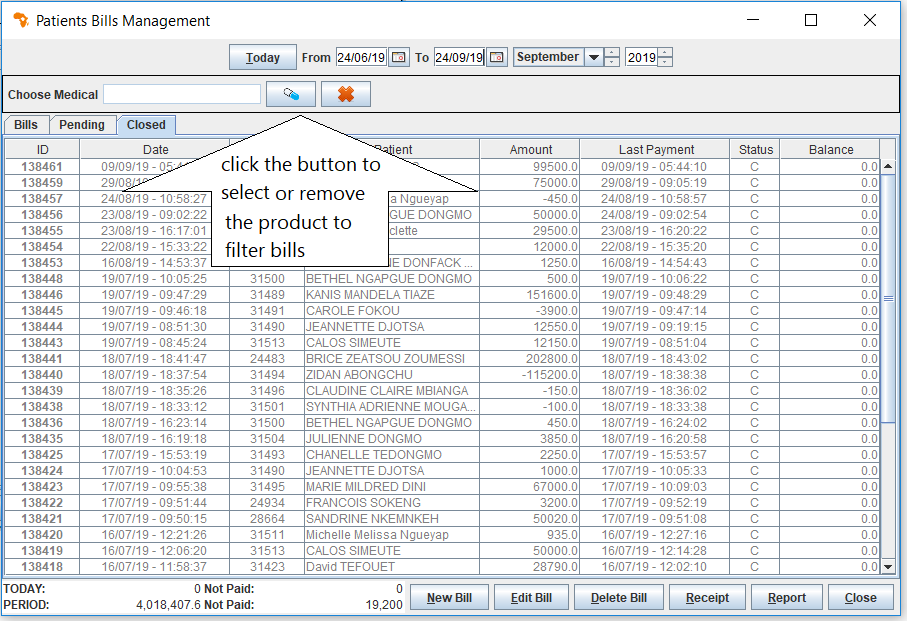 Patients Bills Management
Today From 24/06/19 To 24/09/19 September 2019
Choose Medical
Bills Pending Closed
ID Date Patient Amount Last Payment Status Balance
138461 09/09/19 - 05:4 99500.0 09/09/19 - 05:44:10 C 0.0
138459 29/08/19 75000.0 29/08/19 - 09:05:19 C 0.0
138457 24/08/19 - 10:58:27 a Ngueyap -450.0 24/08/19 - 10:58:57 C 0.0
138456 23/08/19 - 09:02:22 GUE DONGMO 50000.0 23/08/19 - 09:02:54 C 0.0
138455 23/08/19 - 16:17:01 clette 29500.0 23/08/19 - 16:20:22 C 0.0
138454 22/08/19 - 15:33:22 12000.0 22/08/19 - 15:35:20 C 0.0
138453 16/08/19 - 14:53:37 UE DONFACK ... 1250.0 16/08/19 - 14:54:43 C 0.0
click the button to
select or remove
the product to
filter bills
138448 19/07/19 - 10:05:25 31500 BETHEL NGAPGUE DONGMO 500.0 19/07/19 - 10:06:22 C 0.0
138446 19/07/19 - 09:47:29 31489 KANIS MANDELA TIAZE 151600.0 19/07/19 - 09:48:29 C 0.0
138445 19/07/19 - 09:46:18 31491 CAROLE FOKOU -3900.0 19/07/19 - 09:47:14 C 0.0
138444 19/07/19 - 08:51:30 31490 JEANNETTE DJOTSA 12550.0 19/07/19 - 09:19:15 C 0.0
138443 19/07/19 - 08:45:24 31513 CALOS SIMEUTE 12150.0 19/07/19 - 08:51:04 C 0.0
138441 18/07/19 - 18:41:47 24483 BRICE ZEATSOU ZOUMESSI 202800.0 18/07/19 - 18:43:02 C 0.0
138440 18/07/19 - 18:37:54 31494 ZIDAN ABONGCHU -115200.0 18/07/19 - 18:38:38 C 0.0
138439 18/07/19 - 18:35:26 31496 CLAUDINE CLAIRE MBIANGA -150.0 18/07/19 - 18:36:02 C 0.0
138438 18/07/19 - 18:33:12 31501 SYNTHIA ADRIENNE MOUGA... -100.0 18/07/19 - 18:33:38 C 0.0
138436 18/07/19 - 16:23:14 31500 BETHEL NGAPGUE DONGMO 450.0 18/07/19 - 16:24:02 C 0.0
138435 18/07/19 - 16:19:18 31504 JULIENNE DONGMO 3850.0 18/07/19 - 16:20:58 C 0.0
138425 17/07/19 - 15:53:19 31493 CHANELLE TEDONGMO 2250.0 17/07/19 - 15:53:57 C 0.0
138424 17/07/19 - 10:04:53 31490 JEANNETTE DJOTSA 1000.0 17/07/19 - 10:05:33 C 0.0
138423 17/07/19 - 09:55:38 31495 MARIE MILDRED DINI 67000.0 17/07/19 - 10:09:03 C 0.0
138422 17/07/19 - 09:51:44 24934 FRANCOIS SOKENG 3200.0 17/07/19 - 09:52:19 C 0.0
138421 17/07/19 - 09:50:15 28664 SANDRINE NKEMNKEH 50020.0 17/07/19 - 09:51:08 C 0.0
138420 16/07/19 - 12:21:26 31511 Michelle Melissa Ngueyap 935.0 16/07/19 - 12:27:16 C 0.0
138419 16/07/19 - 12:06:20 31513 CALOS SIMEUTE 50000.0 16/07/19 - 12:14:28 C 0.0
138418 16/07/19 - 11:58:37 31423 David TEFOUET 28790.0 16/07/19 - 12:02:10 C 0.0
TODAY: 0 Not Paid: 0
PERIOD: 4,018,407.6 Not Paid: 19,200
New Bill Edit Bill Delete Bill Receipt Report Close